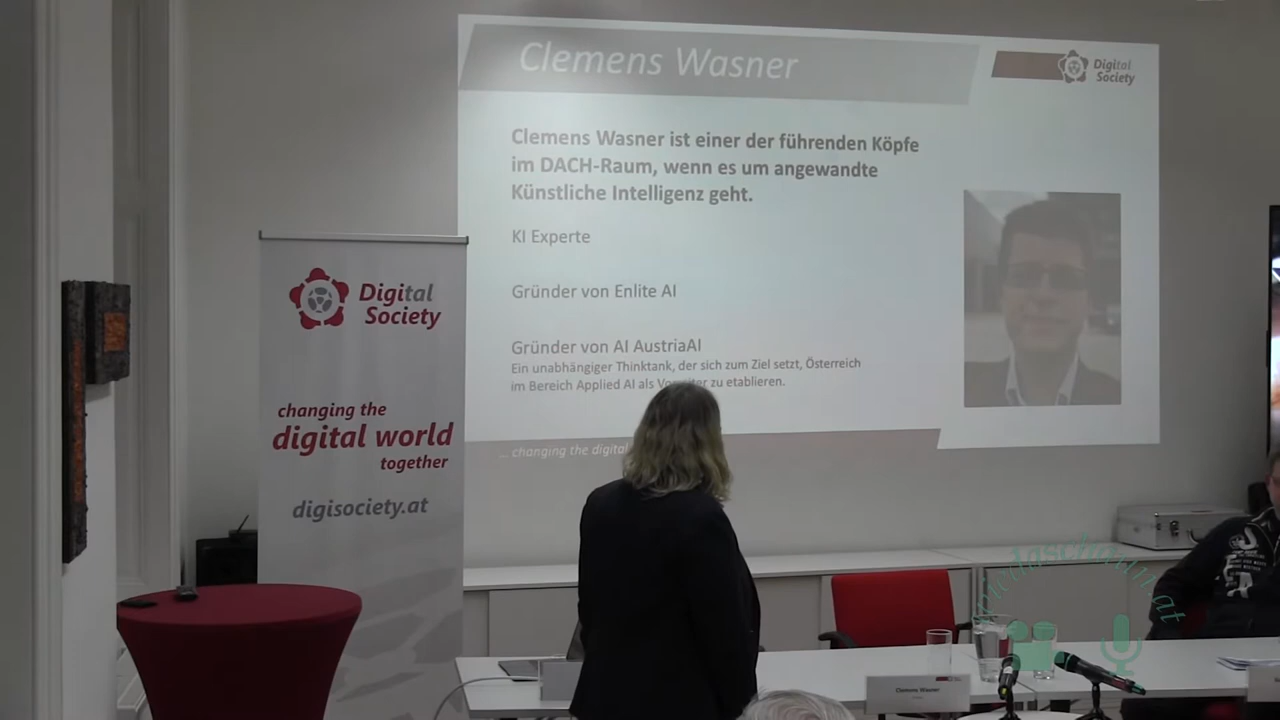 Clemens Wasner
Digital
Society
Clemens Wasner ist einer der führenden Köpfe
im DACH-Raum, wenn es um angewandte
Künstliche Intelligenz geht.
KI Experte
Gründer von Enlite AI
Gründer von AI AustriaAI
Ein unabhängiger Thinktank, der sich zum Ziel setzt, Österreich
im Bereich Applied AI als zu etablieren.
... changing the digital
Digital
Society
changing the
digital world
together
digisociety.at
Clemens Wasner